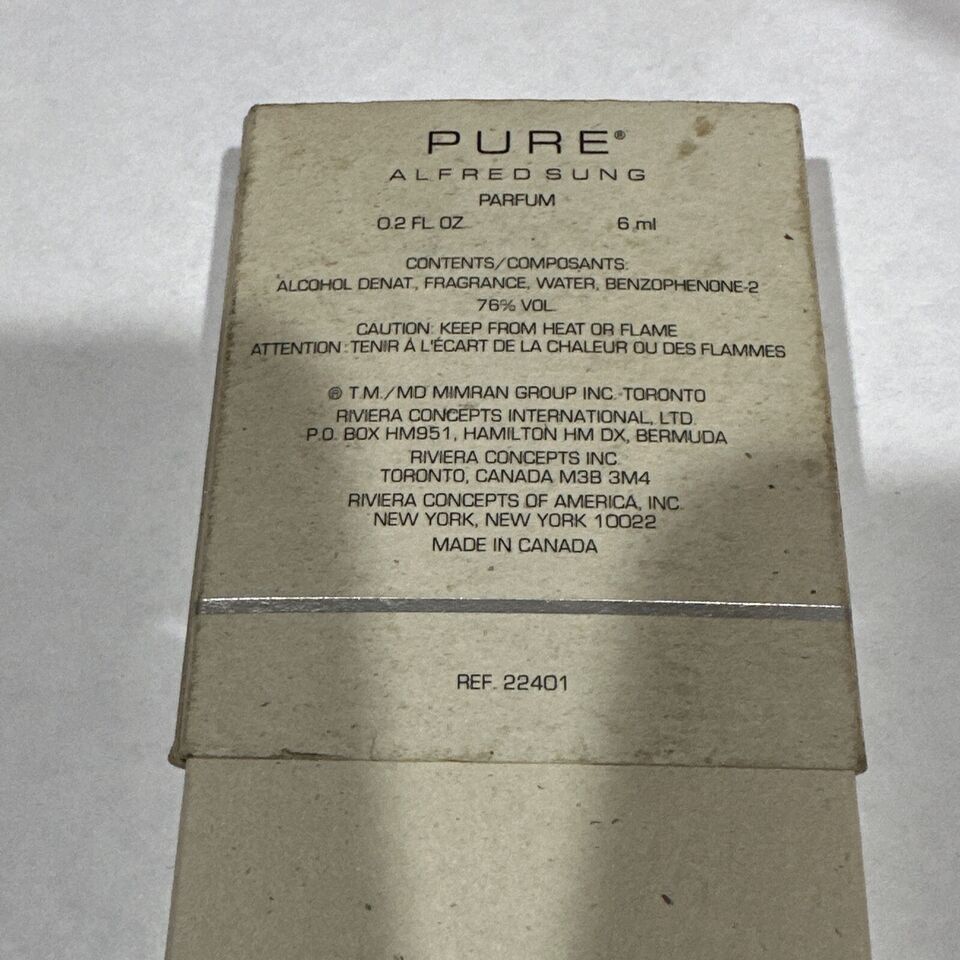 PURE®
ALFRED SUNG
PARFUM
0.2 FL. OZ. 6 ml
CONTENTS/COMPOSANTS:
ALCOHOL DENAT., FRAGRANCE, WATER, BENZOPHENONE-2
76% VOL.
CAUTION: KEEP FROM HEAT OR FLAME
ATTENTION: TENIR À L'ÉCART DE LA CHALEUR OU DES FLAMMES
® T.M./MD MIMRAN GROUP INC.-TORONTO
RIVIERA CONCEPTS INTERNATIONAL, LTD.
P.O. BOX HM951, HAMILTON HM DX, BERMUDA
RIVIERA CONCEPTS INC.
TORONTO, CANADA M3B 3M4
RIVIERA CONCEPTS OF AMERICA, INC.
NEW YORK, NEW YORK 10022
MADE IN CANADA
REF. 22401